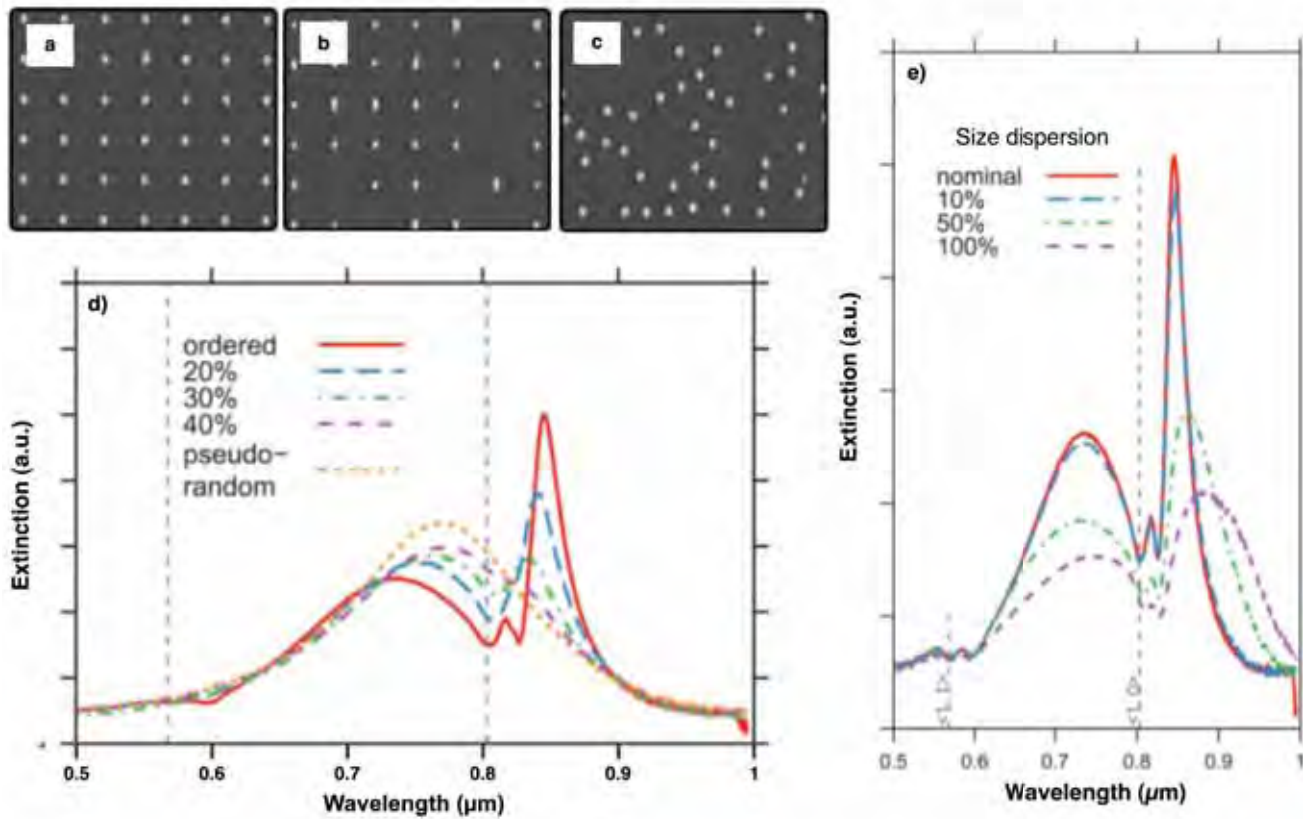 a
b
c
d)
ordered
20%
30%
40%
pseudo-
random
Extinction (a.u.)
0.5 0.6 0.7 0.8 0.9 1
Wavelength (µm)
e)
Size dispersion
nominal
10%
50%
100%
Extinction (a.u.)
0.5 0.6 0.7 0.8 0.9 1
Wavelength (µm)